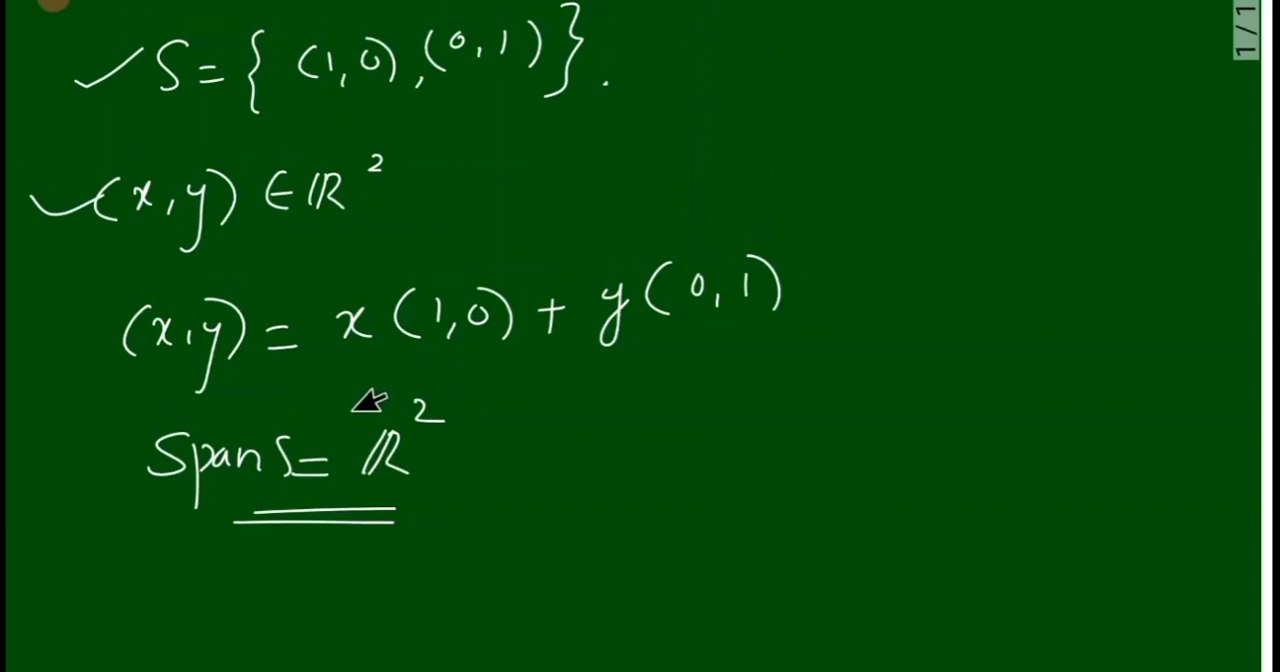 S = { (1,0), (0,1) }.
(x,y) ∈ ℝ²
(x,y) = x(1,0) + y(0,1)
Span S = ℝ²
1/1